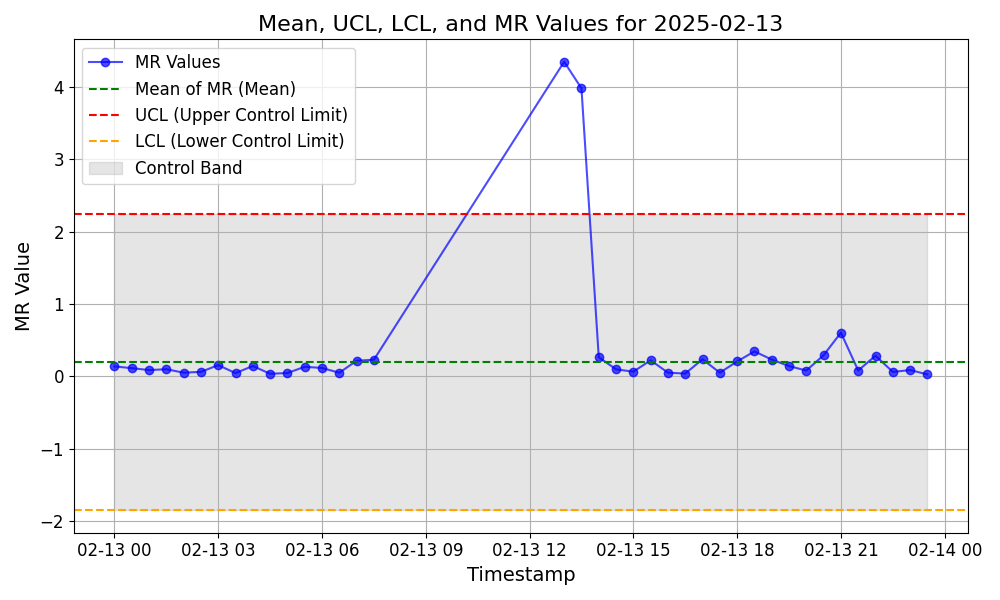 Mean, UCL, LCL, and MR Values for 2025-02-13
MR Values
Mean of MR (Mean)
UCL (Upper Control Limit)
LCL (Lower Control Limit)
Control Band
MR Value
4
3
2
1
0
−1
−2
02-13 00 02-13 03 02-13 06 02-13 09 02-13 12 02-13 15 02-13 18 02-13 21 02-14 00
Timestamp